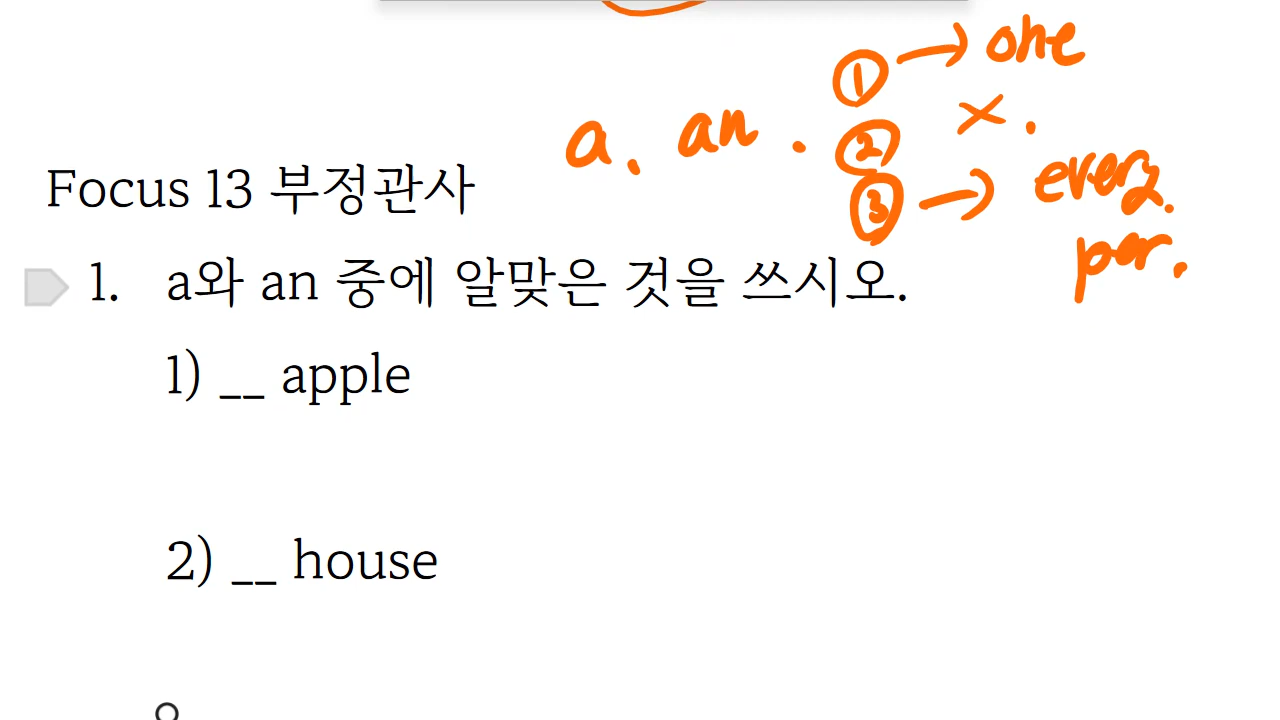 ① → one
a, an. ② ×.
③ → every.
per.
Focus 13 부정관사
1. a와 an 중에 알맞은 것을 쓰시오.
1) __ apple
2) __ house